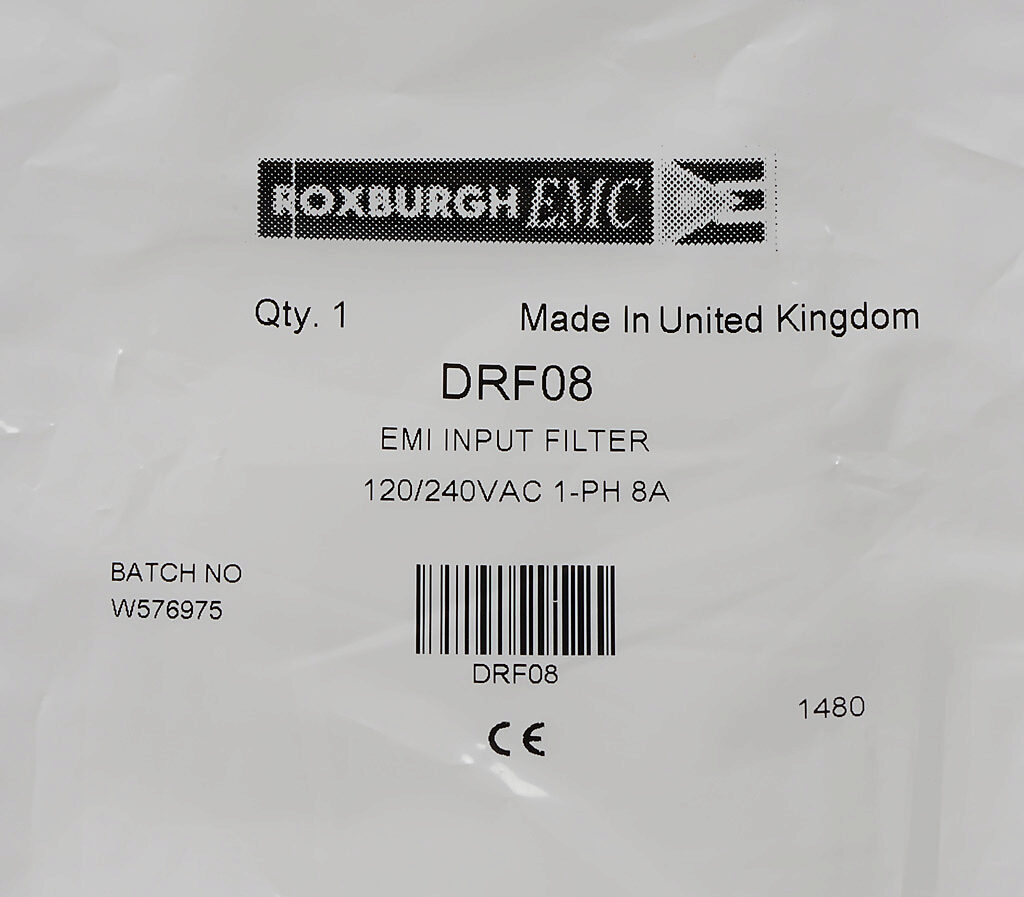 ROXBURGH EMC
Qty. 1 Made In United Kingdom
DRF08
EMI INPUT FILTER
120/240VAC 1-PH 8A
BATCH NO
W576975
DRF08
1480
CE